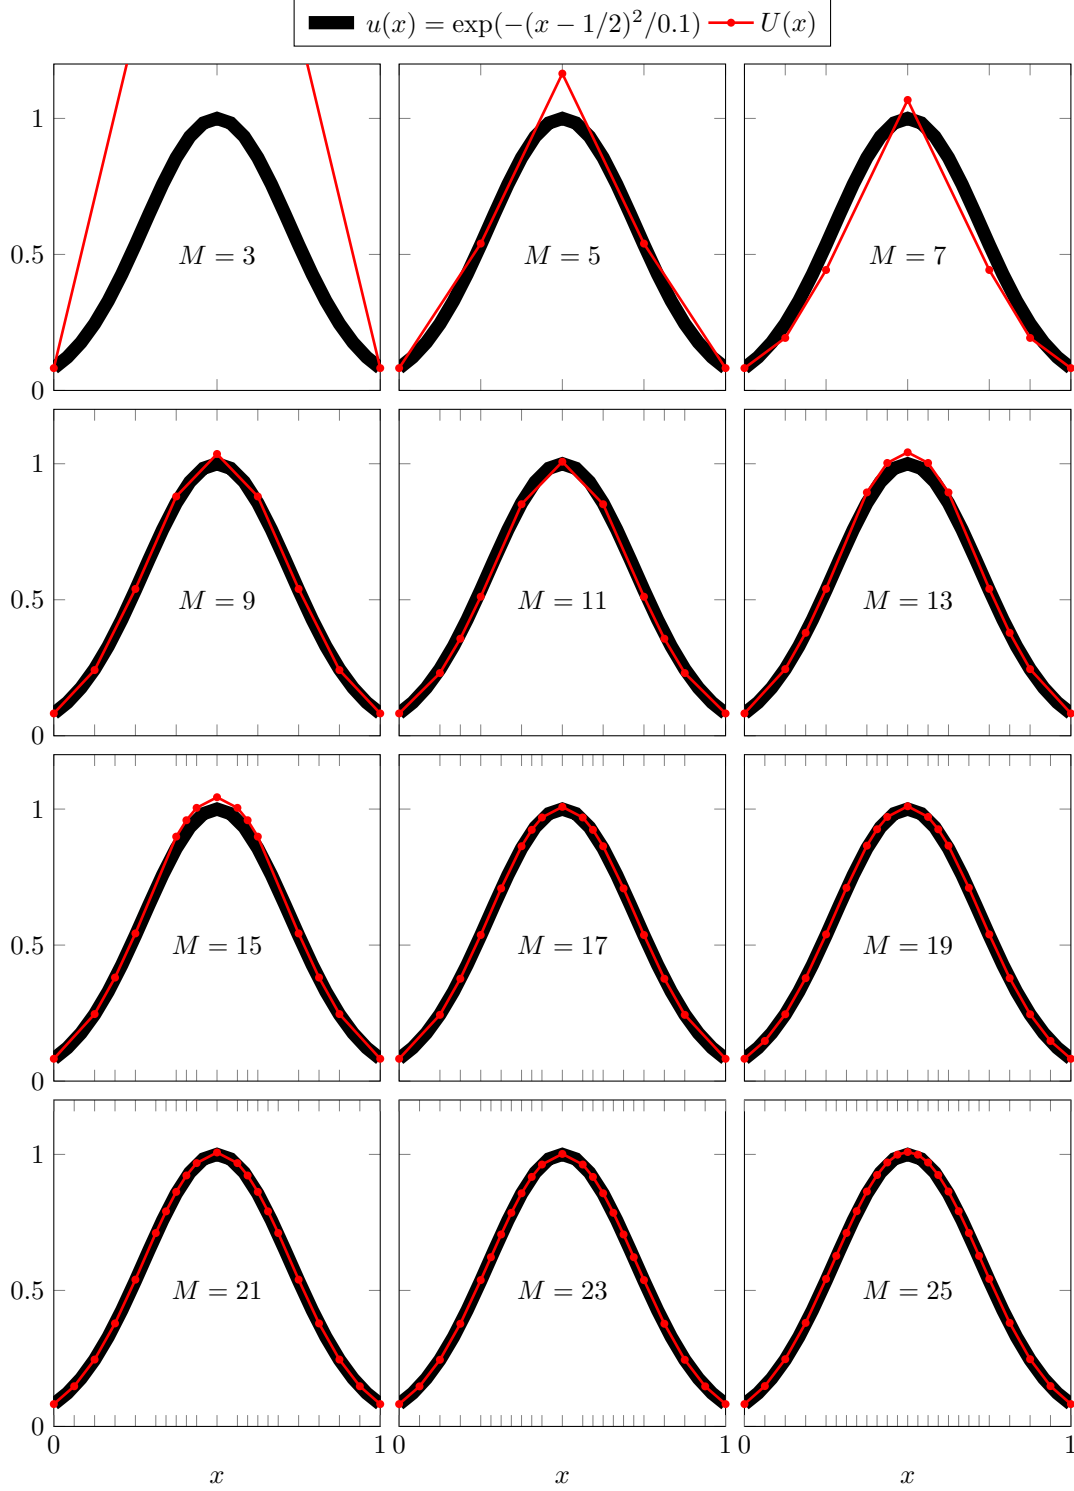 u(x) = exp(−(x − 1/2)²/0.1) U(x)
1
0.5
0
M = 3
M = 5
M = 7
1
0.5
0
M = 9
M = 11
M = 13
1
0.5
0
M = 15
M = 17
M = 19
1
0.5
0
M = 21
M = 23
M = 25
0 1 0 1 0 1
x x x